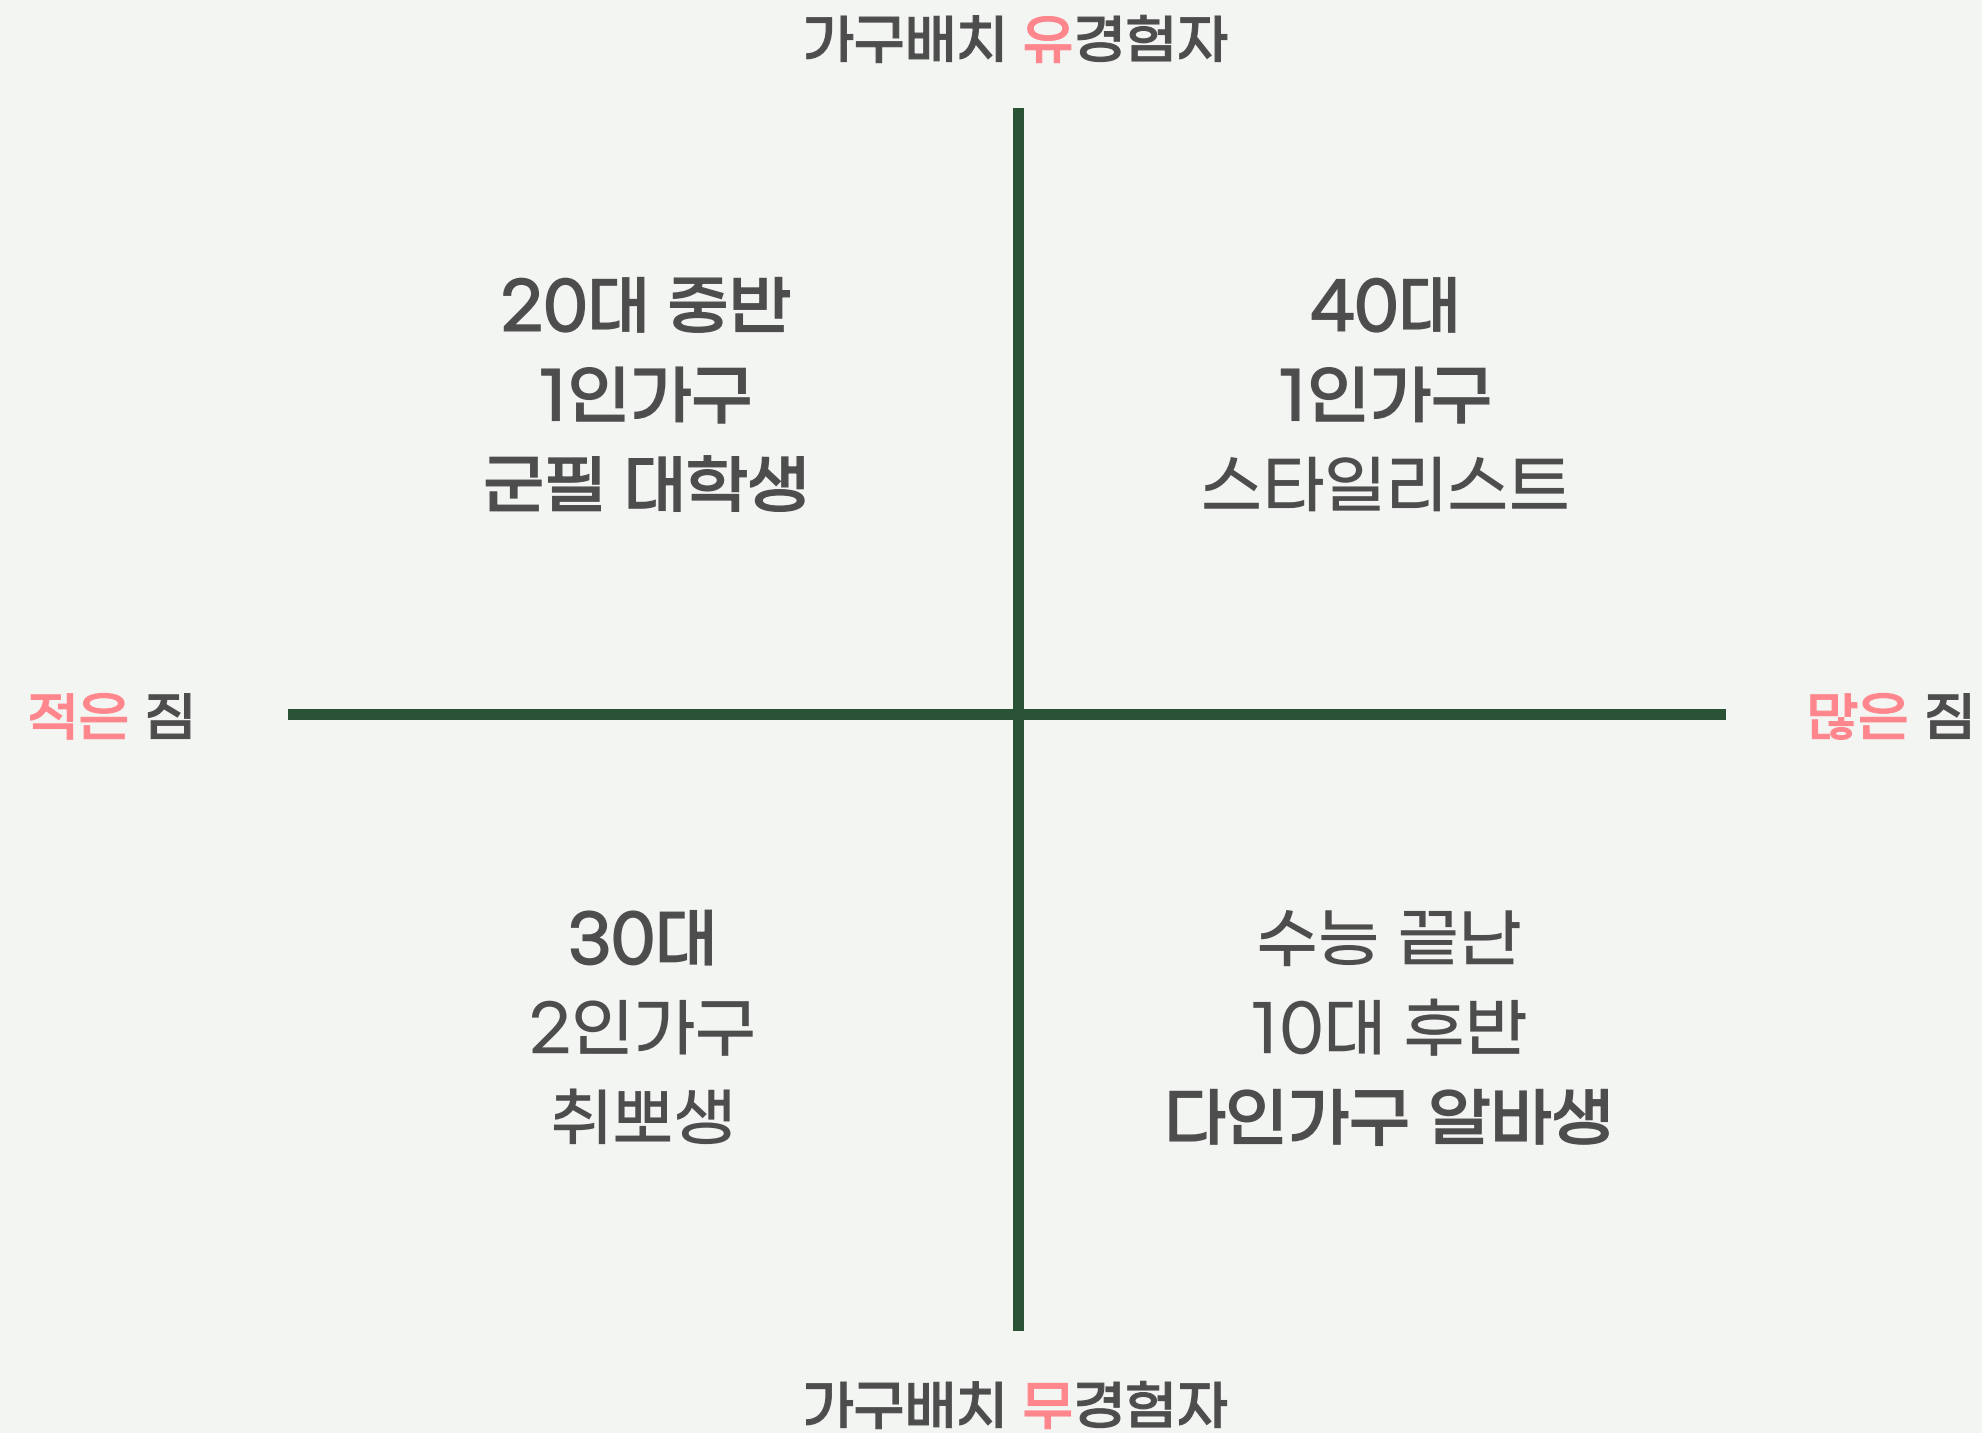 가구배치 유경험자
20대 중반
1인가구
군필 대학생
40대
1인가구
스타일리스트
적은 짐
많은 짐
30대
2인가구
취뽀생
수능 끝난
10대 후반
다인가구 알바생
가구배치 무경험자